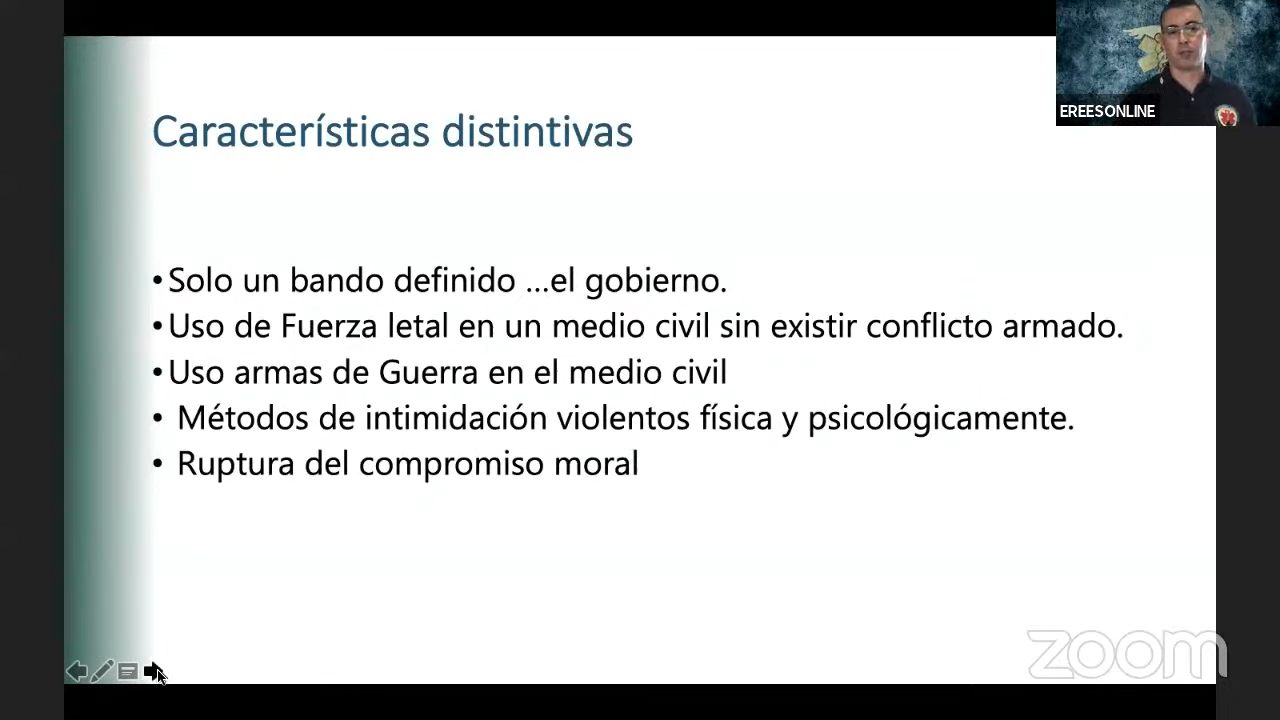 EREESONLINE
Características distintivas
•Solo un bando definido ...el gobierno.
•Uso de Fuerza letal en un medio civil sin existir conflicto armado.
•Uso armas de Guerra en el medio civil
• Métodos de intimidación violentos física y psicológicamente.
• Ruptura del compromiso moral
zoom